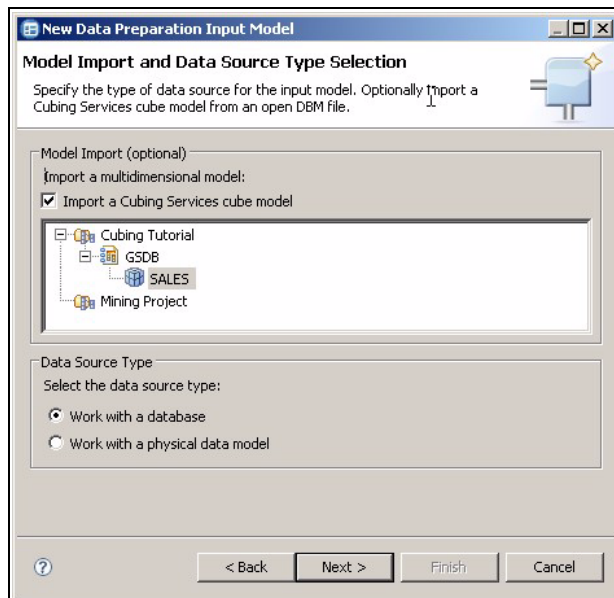 New Data Preparation Input Model
Model Import and Data Source Type Selection
Specify the type of data source for the input model. Optionally import a
Cubing Services cube model from an open DBM file.
Model Import (optional)
Import a multidimensional model:
Import a Cubing Services cube model
Cubing Tutorial
GSDB
SALES
Mining Project
Data Source Type
Select the data source type:
Work with a database
Work with a physical data model
?
< Back
Next >
Finish
Cancel